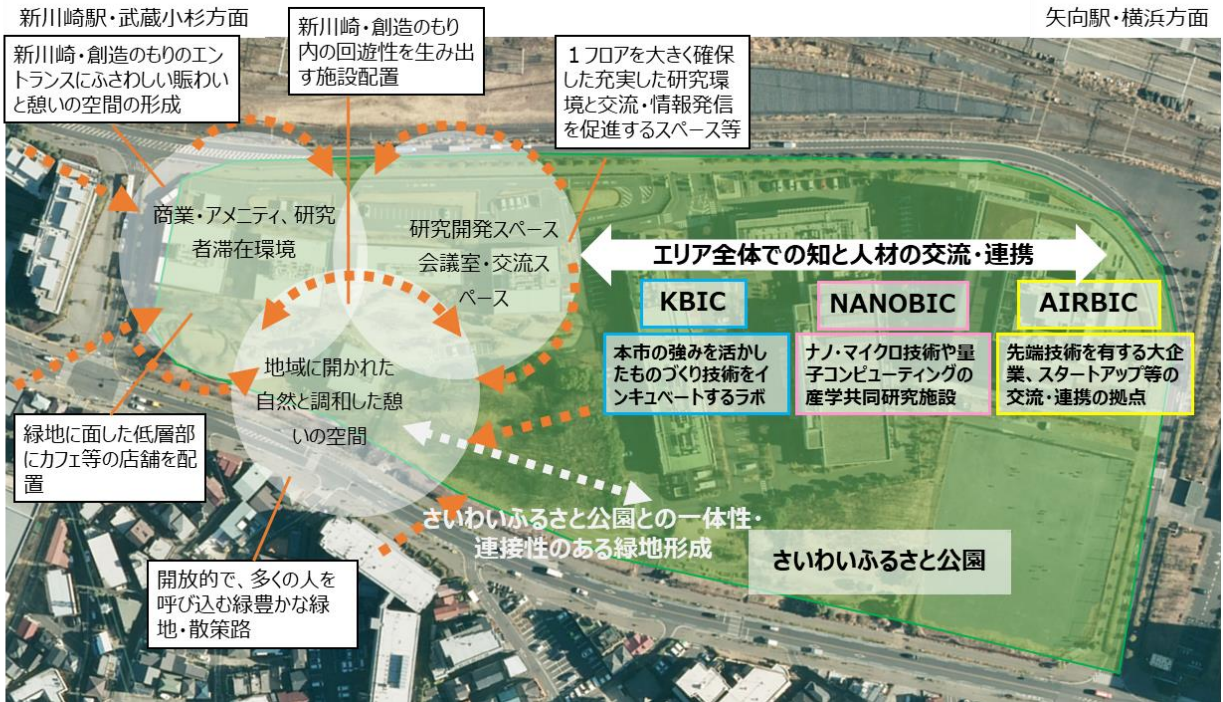 新川崎駅・武蔵小杉方面
矢向駅・横浜方面
新川崎・創造のもりのエン
トランスにふさわしい賑わい
と憩いの空間の形成
新川崎・創造のもり
内の回遊性を生み出
す施設配置
1フロアを大きく確保
した充実した研究環
境と交流・情報発信
を促進するスペース等
商業・アメニティ、研究
者滞在環境
研究開発スペース
会議室・交流ス
ペース
エリア全体での知と人材の交流・連携
KBIC
本市の強みを活かし
たものづくり技術をイ
ンキュベートするラボ
NANOBIC
ナノ・マイクロ技術や量
子コンピューティングの
産学共同研究施設
AIRBIC
先端技術を有する大企
業、スタートアップ等の
交流・連携の拠点
地域に開かれた
自然と調和した憩
いの空間
緑地に面した低層部
にカフェ等の店舗を配
置
さいわいふるさと公園との一体性・
連接性のある緑地形成
さいわいふるさと公園
開放的で、多くの人を
呼び込む緑豊かな緑
地・散策路